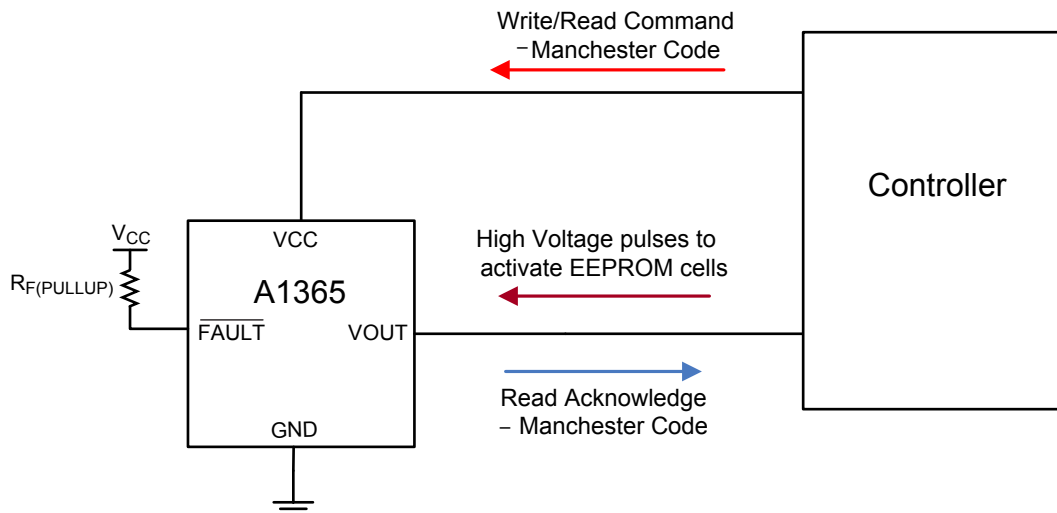 Write/Read Command
– Manchester Code
Controller
VCC
VCC
High Voltage pulses to
activate EEPROM cells
RF(PULLUP)
A1365
FAULT
VOUT
Read Acknowledge
– Manchester Code
GND